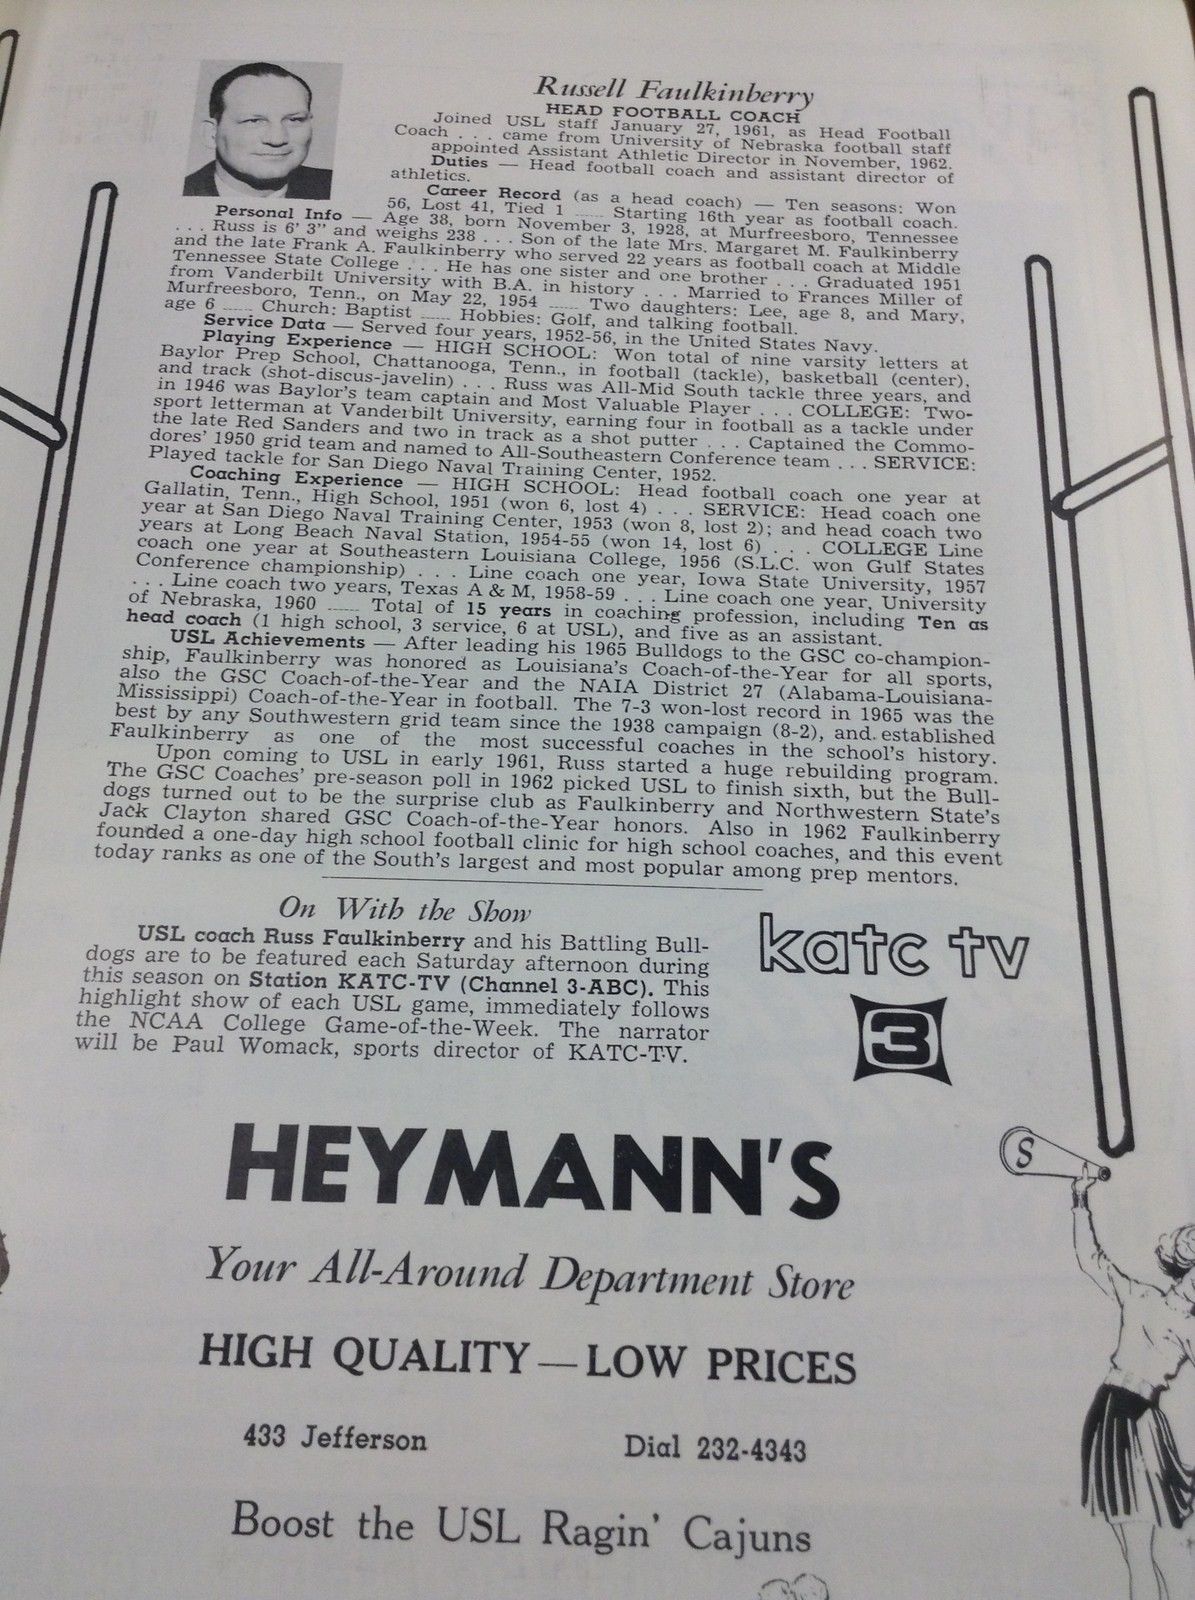 Russell Faulkinberry
HEAD FOOTBALL COACH
Joined USL staff January 27, 1961, as Head Football
Coach . . . came from University of Nebraska football staff
appointed Assistant Athletic Director in November, 1962.
Duties — Head football coach and assistant director of
athletics.
Career Record (as a head coach) — Ten seasons: Won
56, Lost 41, Tied 1 ...... Starting 16th year as football coach.
Personal Info — Age 38, born November 3, 1928, at Murfreesboro, Tennessee
. . . Russ is 6' 3" and weighs 238 . . . Son of the late Mrs. Margaret M. Faulkinberry
and the late Frank A. Faulkinberry who served 22 years as football coach at Middle
Tennessee State College . . . He has one sister and one brother . . . Graduated 1951
from Vanderbilt University with B.A. in history . . . Married to Frances Miller of
Murfreesboro, Tenn., on May 22, 1954 ...... Two daughters: Lee, age 8, and Mary,
age 6 ...... Church: Baptist ...... Hobbies: Golf, and talking football.
Service Data — Served four years, 1952-56, in the United States Navy.
Playing Experience — HIGH SCHOOL: Won total of nine varsity letters at
Baylor Prep School, Chattanooga, Tenn., in football (tackle), basketball (center),
and track (shot-discus-javelin) . . . Russ was All-Mid South tackle three years, and
in 1946 was Baylor's team captain and Most Valuable Player . . . COLLEGE: Two-
sport letterman at Vanderbilt University, earning four in football as a tackle under
the late Red Sanders and two in track as a shot putter . . . Captained the Commo-
dores' 1950 grid team and named to All-Southeastern Conference team . . . SERVICE:
Played tackle for San Diego Naval Training Center, 1952.
Coaching Experience — HIGH SCHOOL: Head football coach one year at
Gallatin, Tenn., High School, 1951 (won 6, lost 4) . . . SERVICE: Head coach one
year at San Diego Naval Training Center, 1953 (won 8, lost 2); and head coach two
years at Long Beach Naval Station, 1954-55 (won 14, lost 6) . . . COLLEGE Line
coach one year at Southeastern Louisiana College, 1956 (S.L.C. won Gulf States
Conference championship) . . . Line coach one year, Iowa State University, 1957
. . . Line coach two years, Texas A & M, 1958-59 . . . Line coach one year, University
of Nebraska, 1960 ...... Total of 15 years in coaching profession, including Ten as
head coach (1 high school, 3 service, 6 at USL), and five as an assistant.
USL Achievements — After leading his 1965 Bulldogs to the GSC co-champion-
ship, Faulkinberry was honored as Louisiana's Coach-of-the-Year for all sports,
also the GSC Coach-of-the-Year and the NAIA District 27 (Alabama-Louisiana-
Mississippi) Coach-of-the-Year in football. The 7-3 won-lost record in 1965 was the
best by any Southwestern grid team since the 1938 campaign (8-2), and established
Faulkinberry as one of the most successful coaches in the school's history.
Upon coming to USL in early 1961, Russ started a huge rebuilding program.
The GSC Coaches' pre-season poll in 1962 picked USL to finish sixth, but the Bull-
dogs turned out to be the surprise club as Faulkinberry and Northwestern State's
Jack Clayton shared GSC Coach-of-the-Year honors. Also in 1962 Faulkinberry
founded a one-day high school football clinic for high school coaches, and this event
today ranks as one of the South's largest and most popular among prep mentors.
On With the Show
USL coach Russ Faulkinberry and his Battling Bull-
dogs are to be featured each Saturday afternoon during
this season on Station KATC-TV (Channel 3-ABC). This
highlight show of each USL game, immediately follows
the NCAA College Game-of-the-Week. The narrator
will be Paul Womack, sports director of KATC-TV.
katc tv
3
HEYMANN'S
Your All-Around Department Store
HIGH QUALITY — LOW PRICES
433 Jefferson Dial 232-4343
Boost the USL Ragin' Cajuns
S